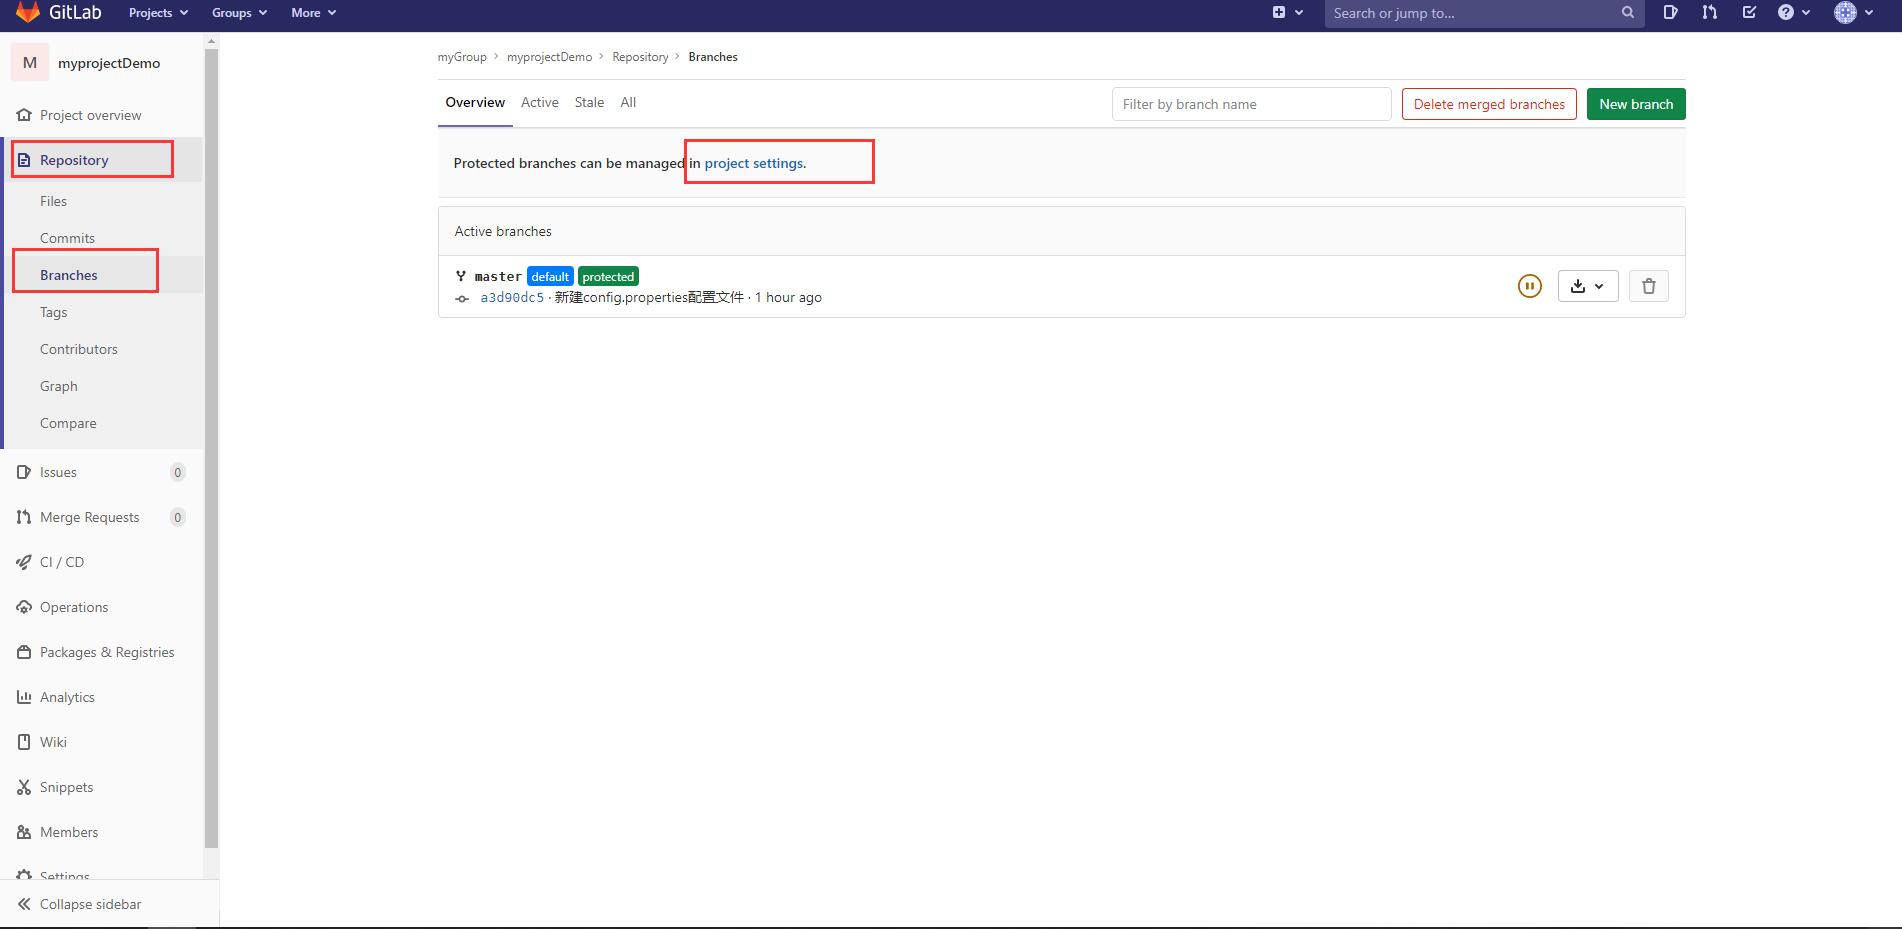 GitLab Projects Groups More Search or jump to...
M myprojectDemo
Project overview
Repository
Files
Commits
Branches
Tags
Contributors
Graph
Compare
Issues 0
Merge Requests 0
CI / CD
Operations
Packages & Registries
Analytics
Wiki
Snippets
Members
Settings
Collapse sidebar
myGroup > myprojectDemo > Repository > Branches
Overview Active Stale All Filter by branch name Delete merged branches New branch
Protected branches can be managed in project settings.
Active branches
master default protected
a3d90dc5 · 新建config.properties配置文件 · 1 hour ago